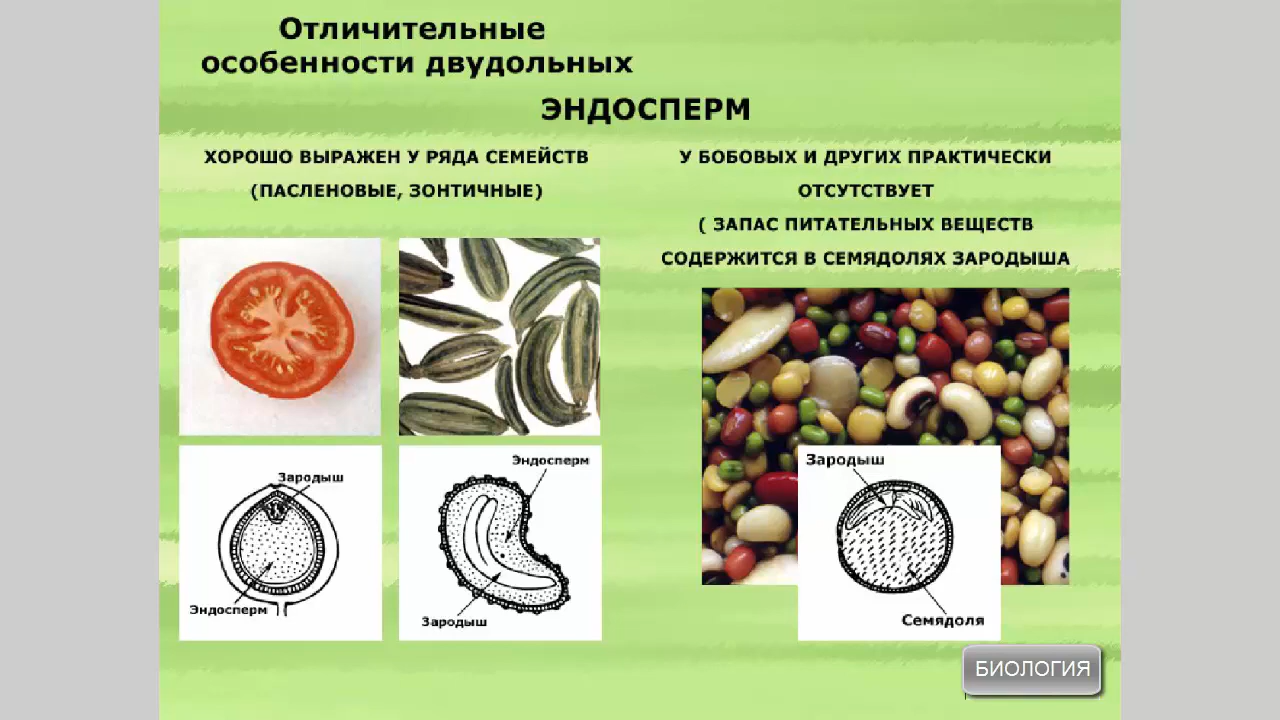 Отличительные
особенности двудольных
ЭНДОСПЕРМ
ХОРОШО ВЫРАЖЕН У РЯДА СЕМЕЙСТВ
(ПАСЛЕНОВЫЕ, ЗОНТИЧНЫЕ)
У БОБОВЫХ И ДРУГИХ ПРАКТИЧЕСКИ
ОТСУТСТВУЕТ
( ЗАПАС ПИТАТЕЛЬНЫХ ВЕЩЕСТВ
СОДЕРЖИТСЯ В СЕМЯДОЛЯХ ЗАРОДЫША
Зародыш
Эндосперм
Эндосперм
Зародыш
Зародыш
Семядоля
БИОЛОГИЯ